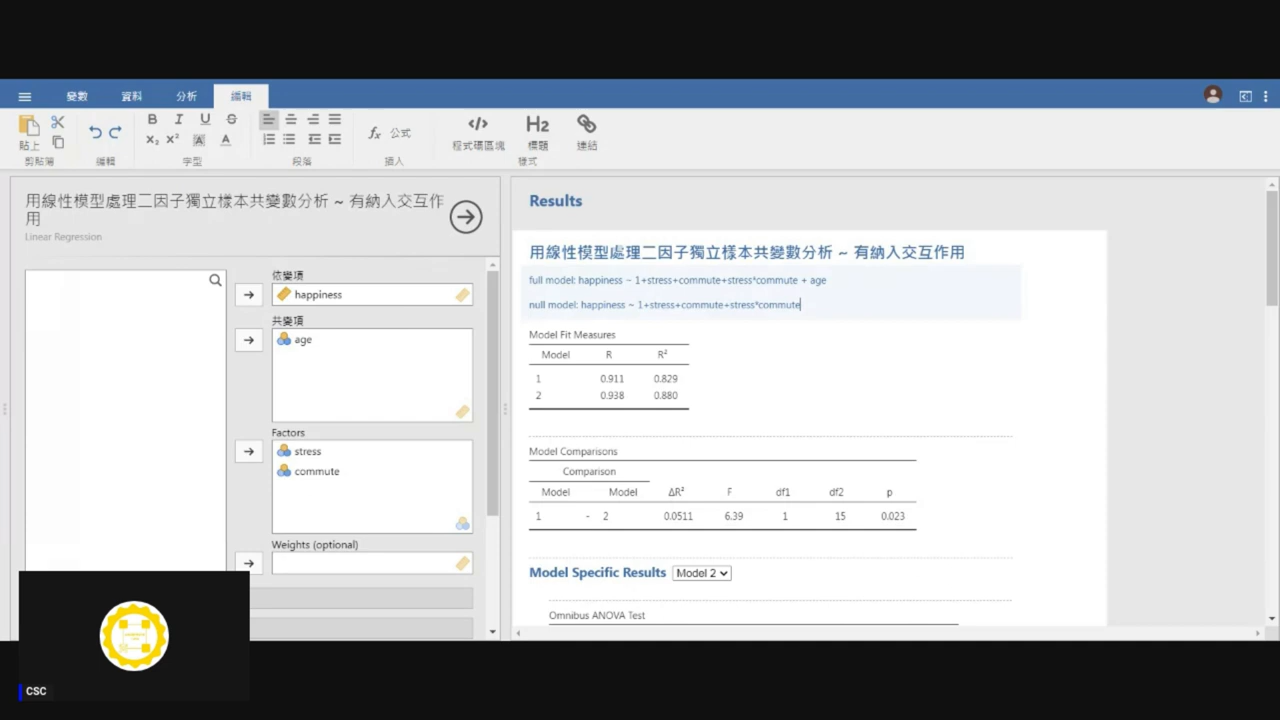 變數
資料
分析
編輯
貼上
剪貼簿
編輯
B I U S
X₂ X²
A A
字型
段落
fx 公式
插入
</>
程式碼區塊
H2
標題
連結
樣式
用線性模型處理二因子獨立樣本共變數分析 ~ 有納入交互作
用
Linear Regression
依變項
happiness
共變項
age
Factors
stress
commute
Weights (optional)
Results
用線性模型處理二因子獨立樣本共變數分析 ~ 有納入交互作用
full model: happiness ~ 1+stress+commute+stress*commute + age
null model: happiness ~ 1+stress+commute+stress*commute
Model Fit Measures
Model R R²
1 0.911 0.829
2 0.938 0.880
Model Comparisons
Comparison
Model Model ΔR² F df1 df2 p
1 - 2 0.0511 6.39 1 15 0.023
Model Specific Results Model 2
Omnibus ANOVA Test
CSC